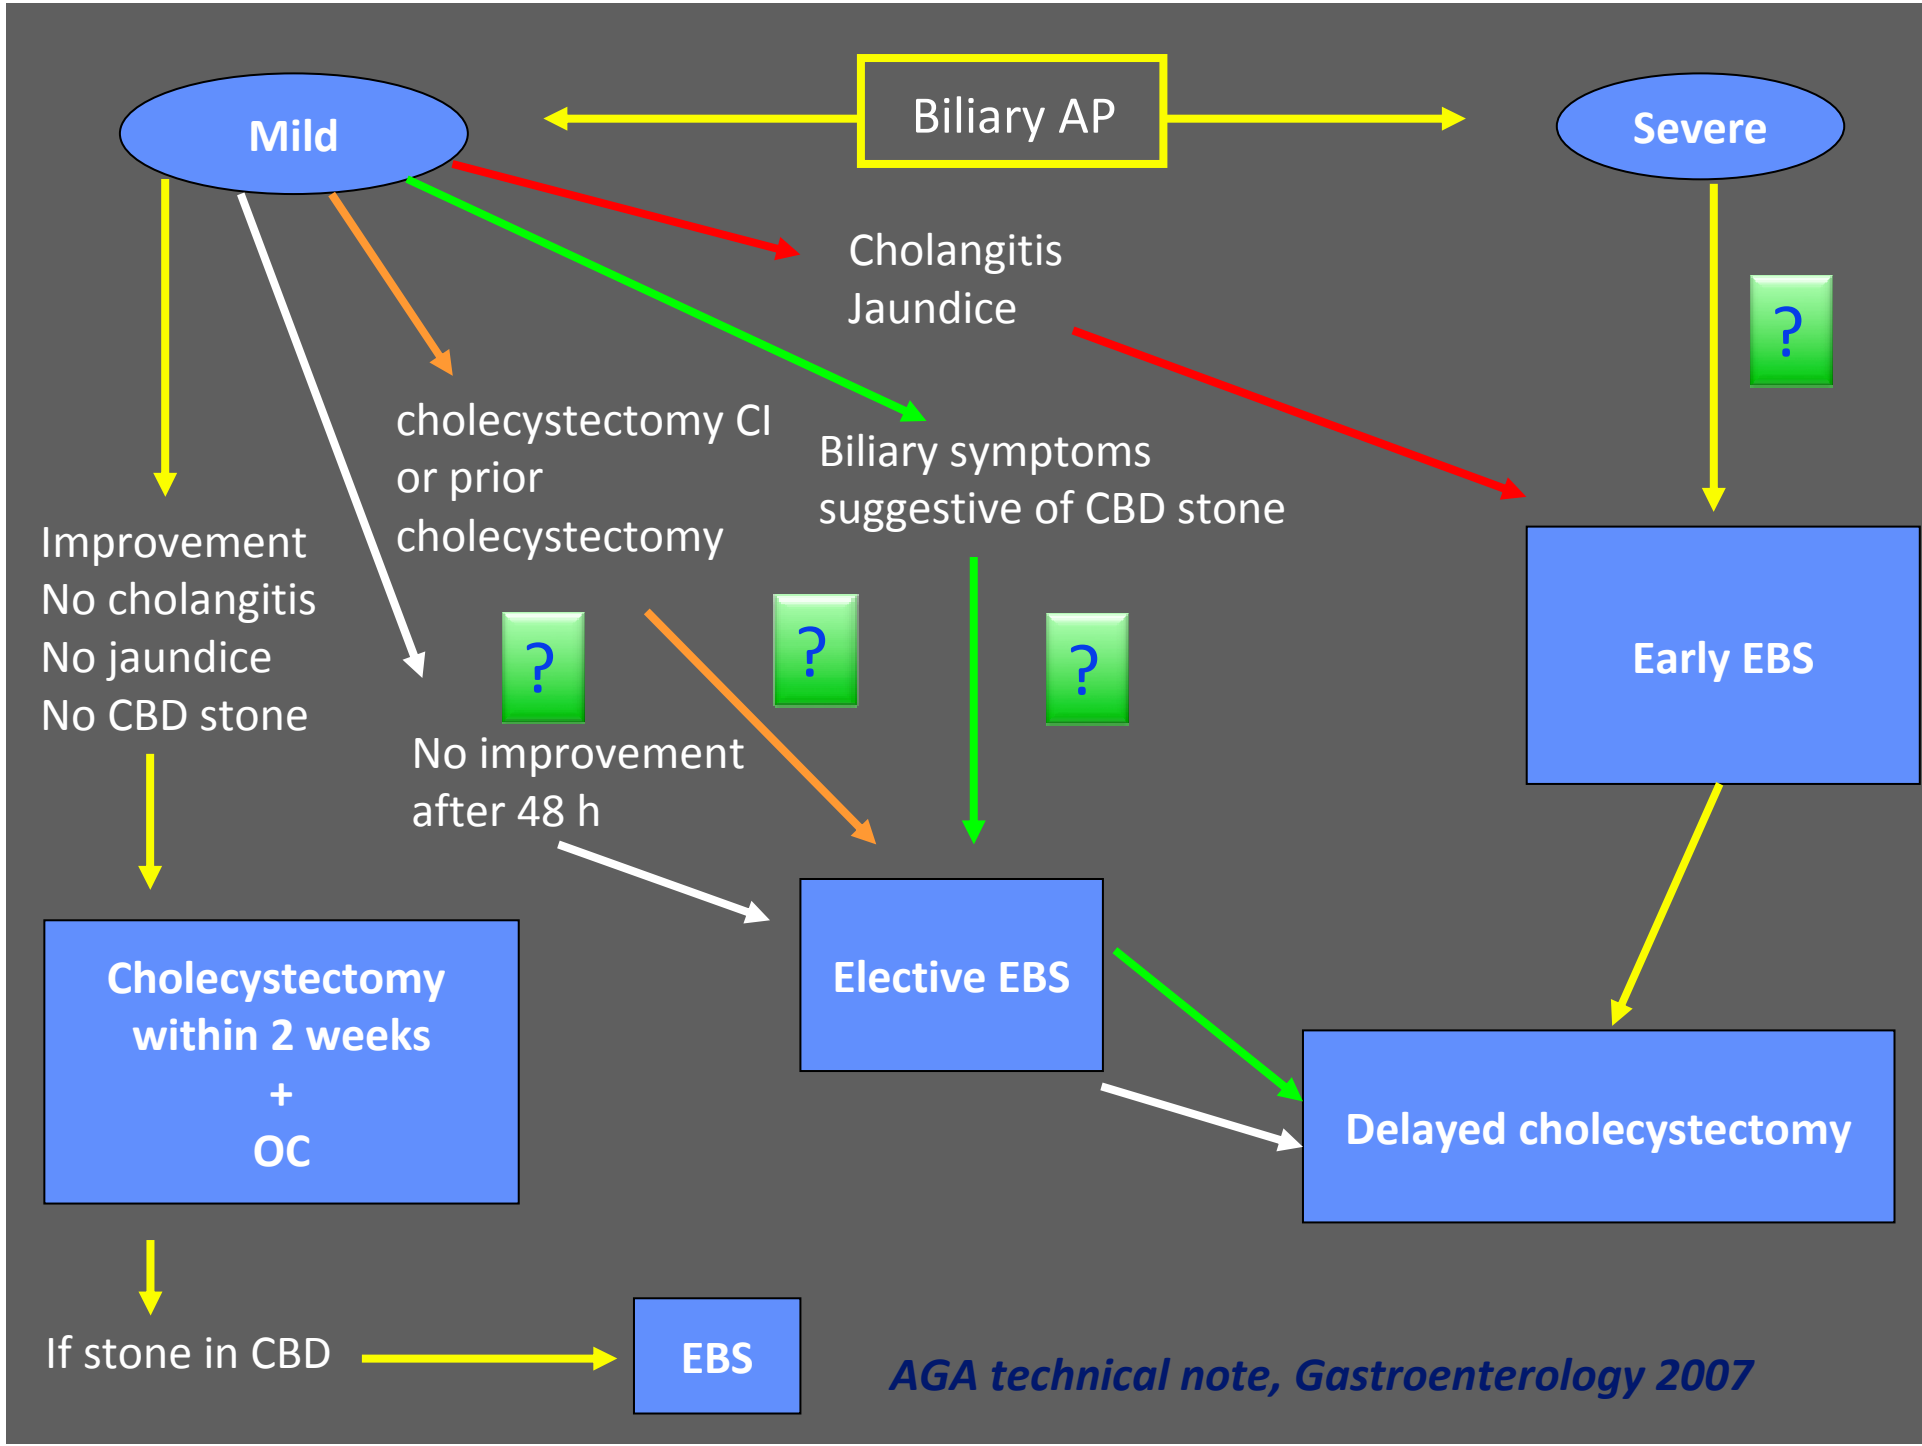 Biliary AP
Mild
Severe
Cholangitis
Jaundice
?
cholecystectomy CI
or prior
cholecystectomy
Biliary symptoms
suggestive of CBD stone
Improvement
No cholangitis
No jaundice
No CBD stone
?
?
?
No improvement
after 48 h
Early EBS
Elective EBS
Cholecystectomy
within 2 weeks
+
OC
Delayed cholecystectomy
If stone in CBD
EBS
AGA technical note, Gastroenterology 2007